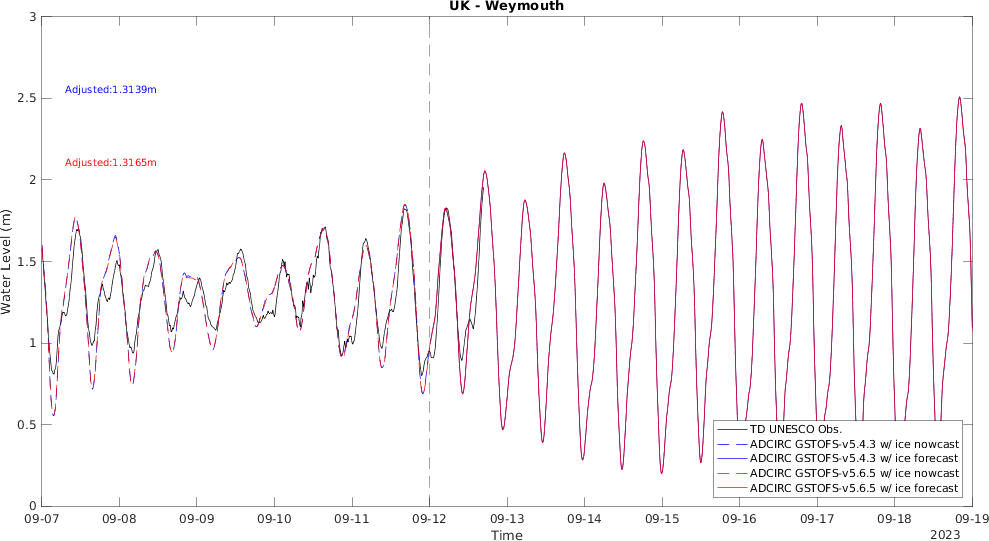 UK - Weymouth
3
2.5
2
1.5
1
0.5
0
Water Level (m)
Adjusted:1.3139m
Adjusted:1.3165m
TD UNESCO Obs.
ADCIRC GSTOFS-v5.4.3 w/ ice nowcast
ADCIRC GSTOFS-v5.4.3 w/ ice forecast
ADCIRC GSTOFS-v5.6.5 w/ ice nowcast
ADCIRC GSTOFS-v5.6.5 w/ ice forecast
09-07 09-08 09-09 09-10 09-11 09-12 09-13 09-14 09-15 09-16 09-17 09-18 09-19
Time
2023